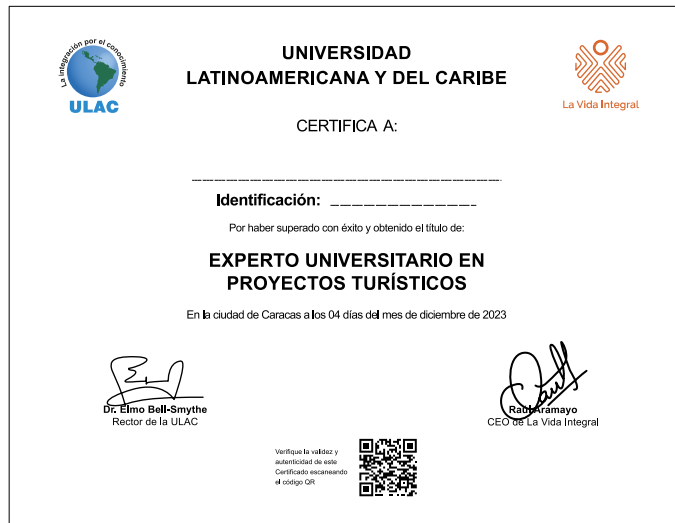 La integración por el conocimiento
ULAC
UNIVERSIDAD
LATINOAMERICANA Y DEL CARIBE
La Vida Integral
CERTIFICA A:
Identificación:
Por haber superado con éxito y obtenido el título de:
EXPERTO UNIVERSITARIO EN
PROYECTOS TURÍSTICOS
En la ciudad de Caracas a los 04 días del mes de diciembre de 2023
Dr. Elmo Bell-Smythe
Rector de la ULAC
Raúl Aramayo
CEO de La Vida Integral
Verifique la validez y
autenticidad de este
Certificado escaneando
el código QR